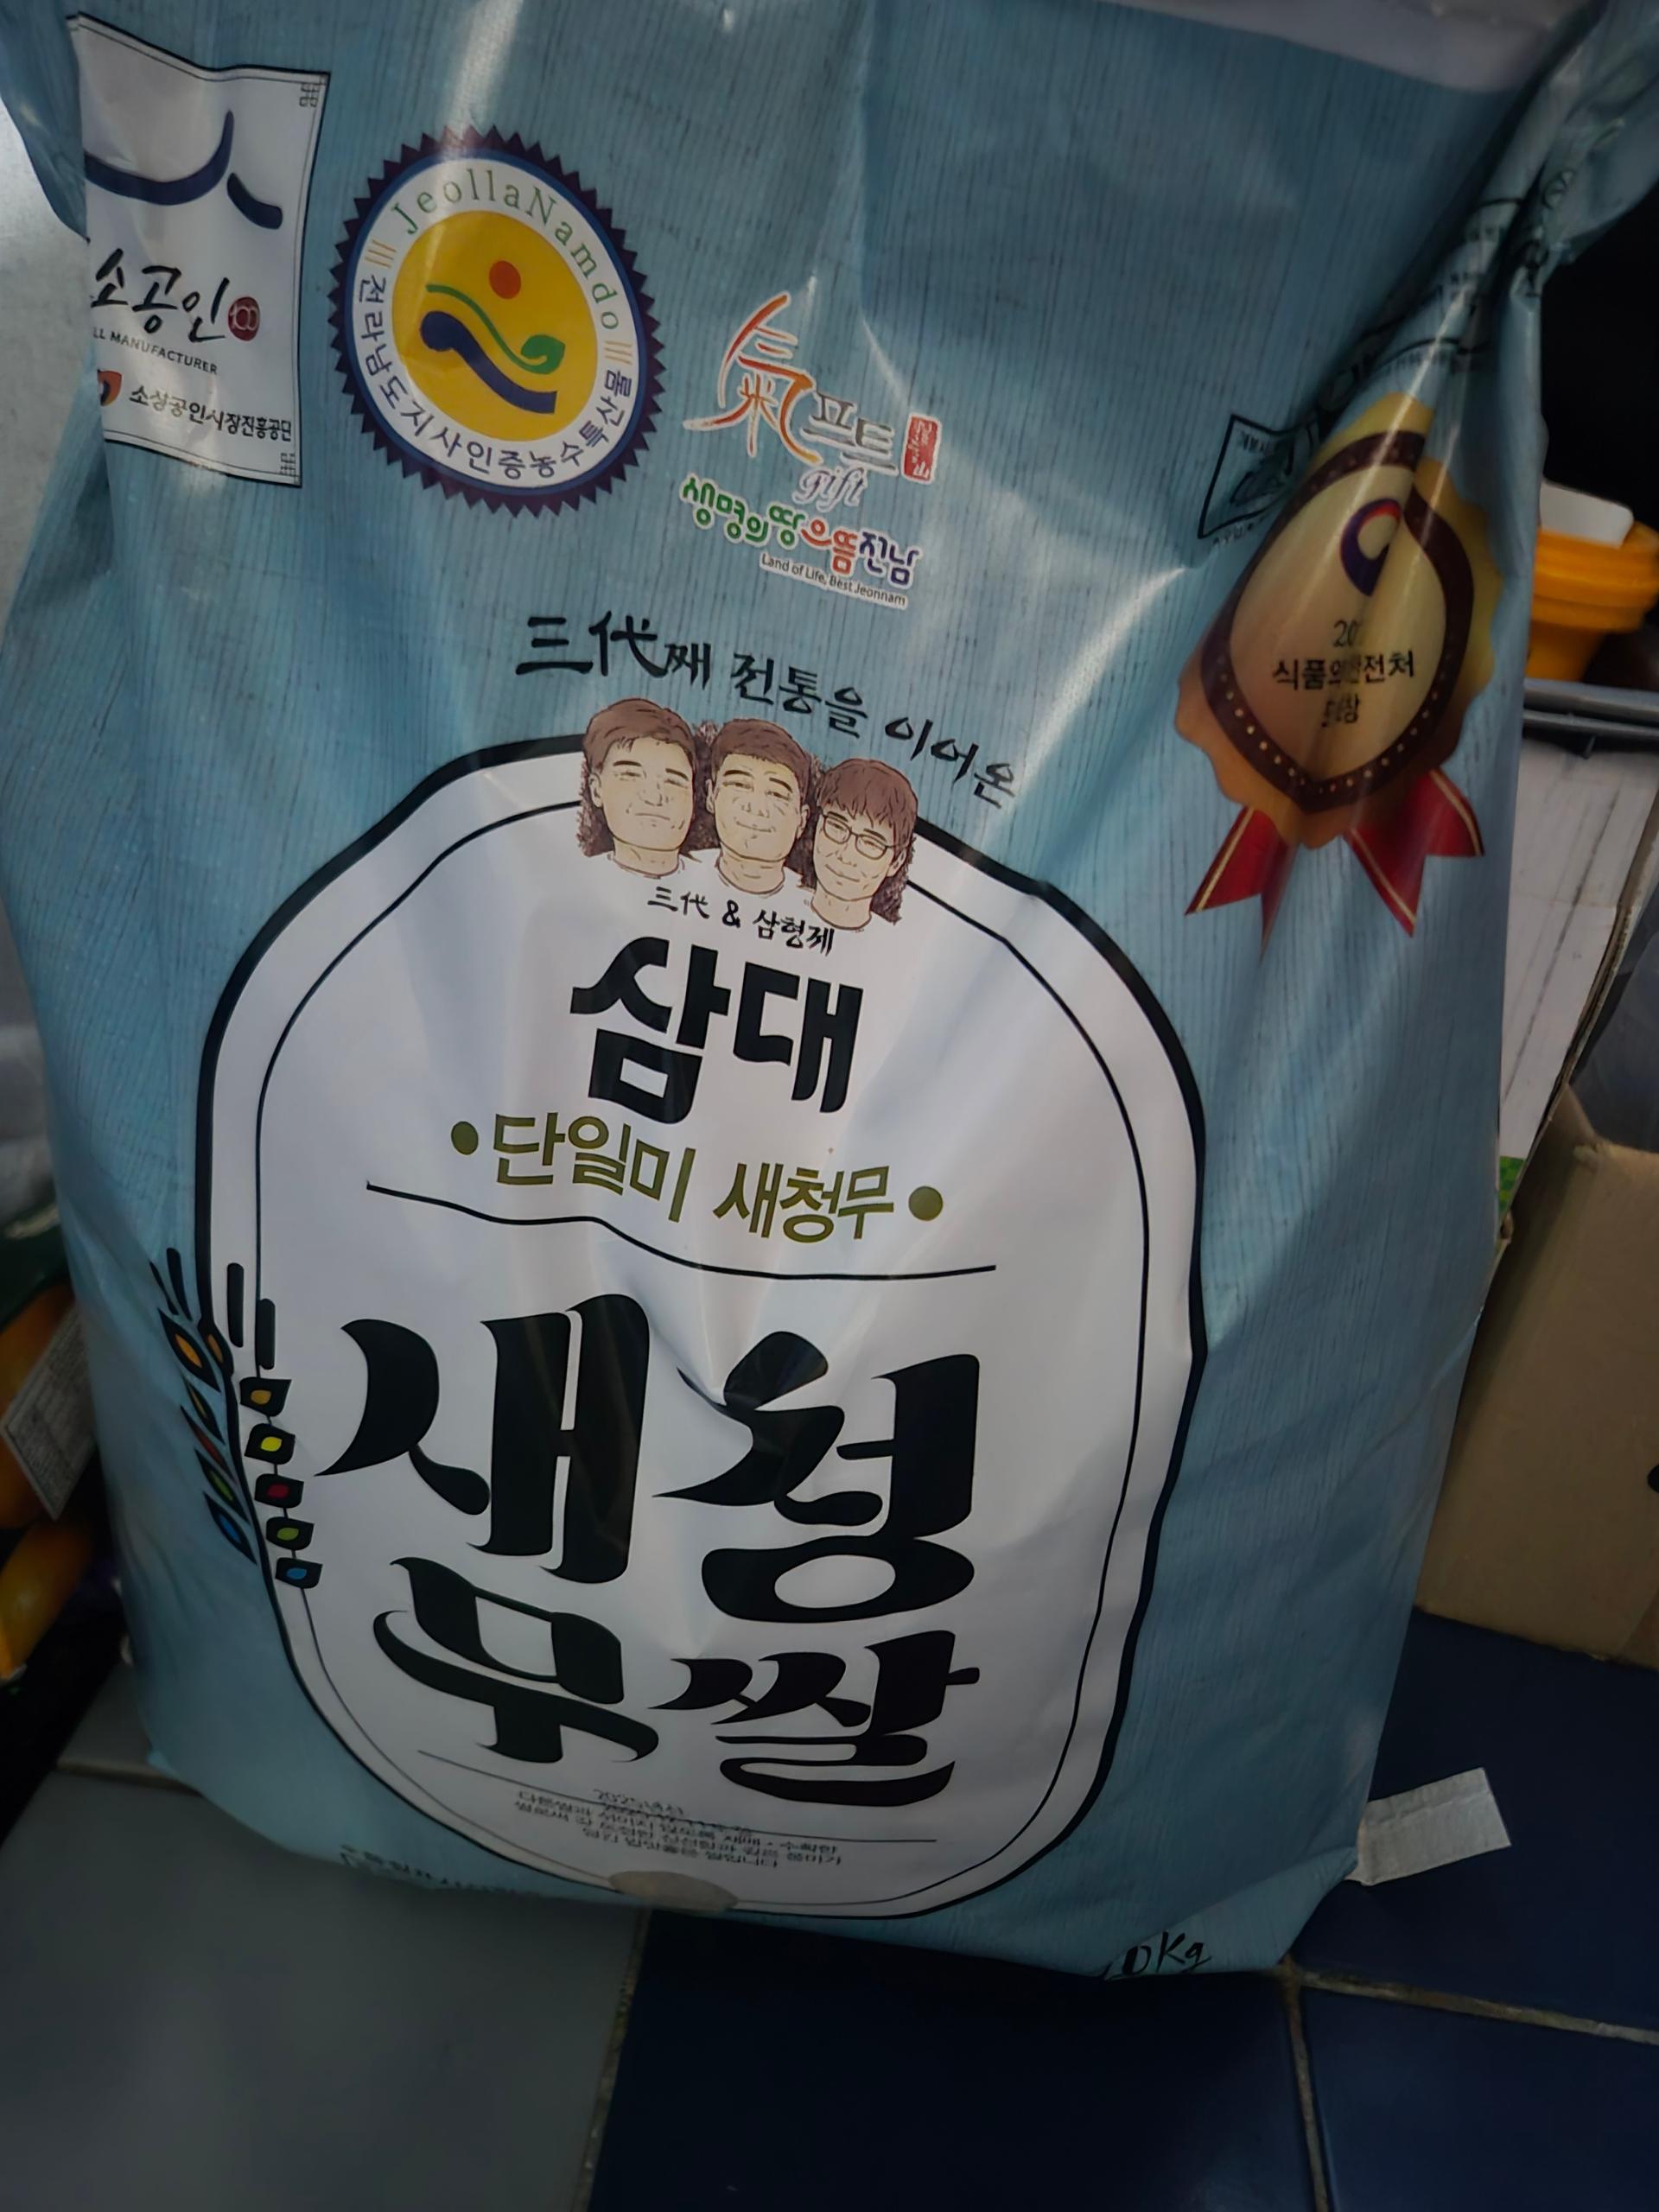 소공인
LL MANUFACTURER
소상공인시장진흥공단
JeollaNamdo
전라남도지사인증농수특산물
氣프트
gift
생명의땅으뜸전남
Land of Life, Best Jeonnam
식품의약안전처
三代째 전통을 이어온
三代 & 삼형제
삼대
•단일미 새청무•
새청
무쌀
0Kg